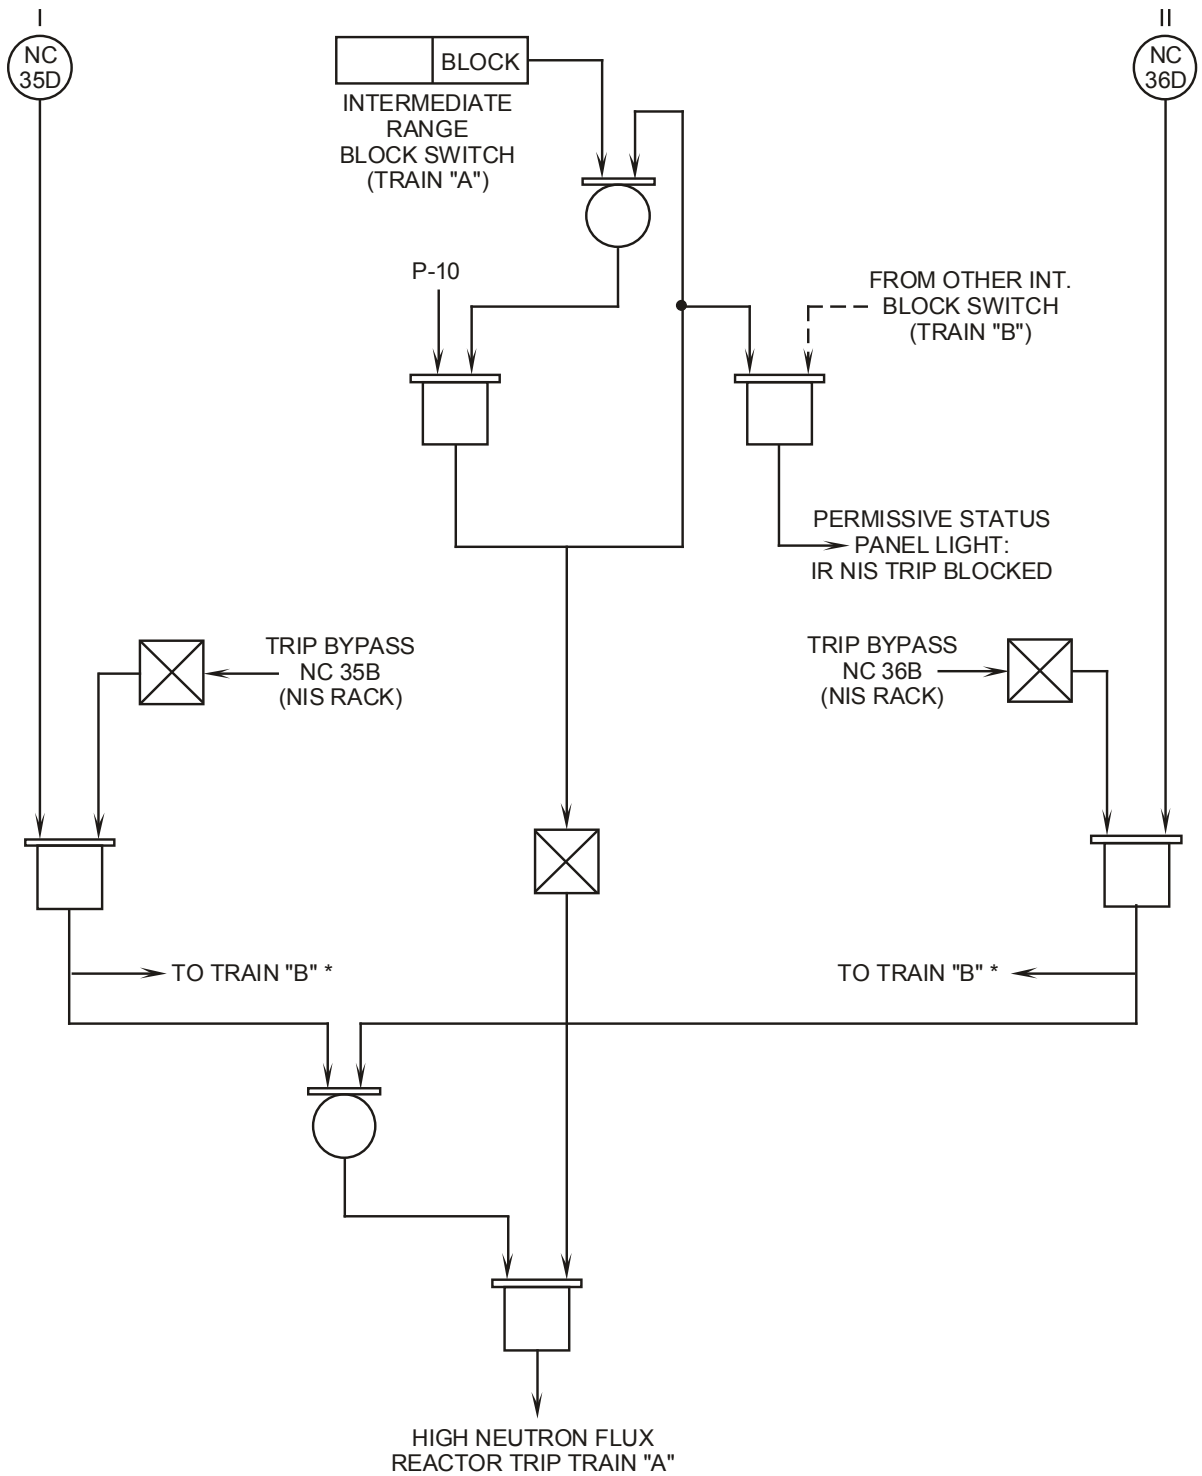 I
NC
35D
II
NC
36D
BLOCK
INTERMEDIATE
RANGE
BLOCK SWITCH
(TRAIN "A")
P-10
FROM OTHER INT.
BLOCK SWITCH
(TRAIN "B")
PERMISSIVE STATUS
PANEL LIGHT:
IR NIS TRIP BLOCKED
TRIP BYPASS
NC 35B
(NIS RACK)
TRIP BYPASS
NC 36B
(NIS RACK)
TO TRAIN "B" *
TO TRAIN "B" *
HIGH NEUTRON FLUX
REACTOR TRIP TRAIN "A"